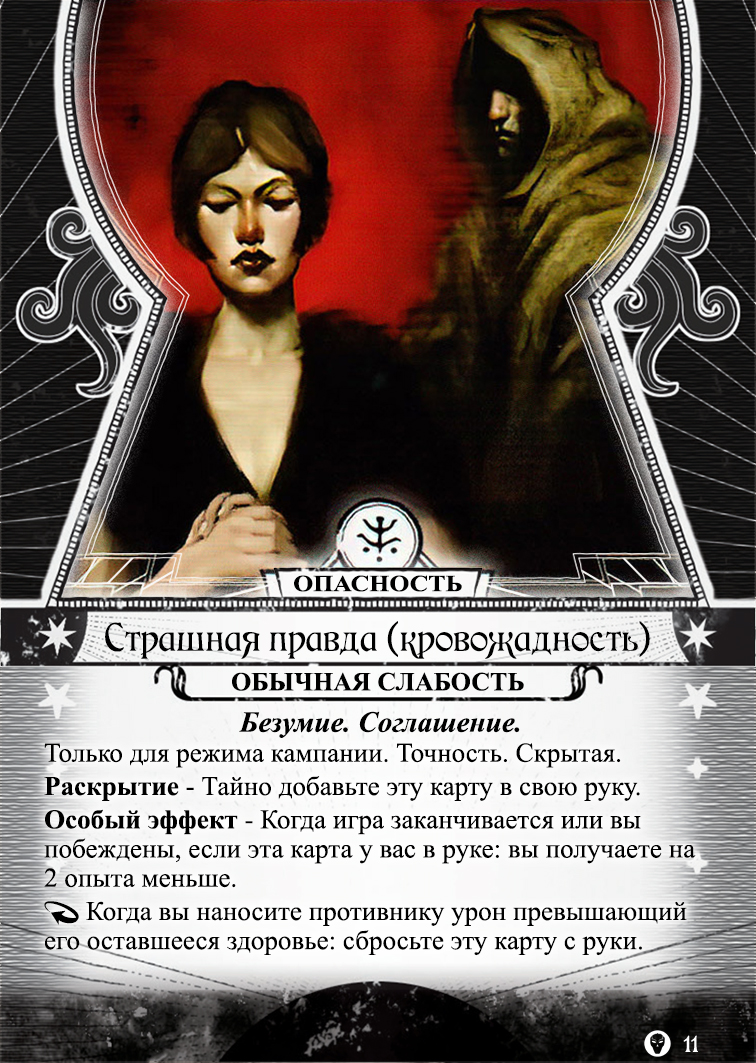 ОПАСНОСТЬ
Страшная правда (кровожадность)
ОБЫЧНАЯ СЛАБОСТЬ
Безумие. Соглашение.
Только для режима кампании. Точность. Скрытая.
Раскрытие - Тайно добавьте эту карту в свою руку.
Особый эффект - Когда игра заканчивается или вы
побеждены, если эта карта у вас в руке: вы получаете на
2 опыта меньше.
Когда вы наносите противнику урон превышающий
его оставшееся здоровье: сбросьте эту карту с руки.
11